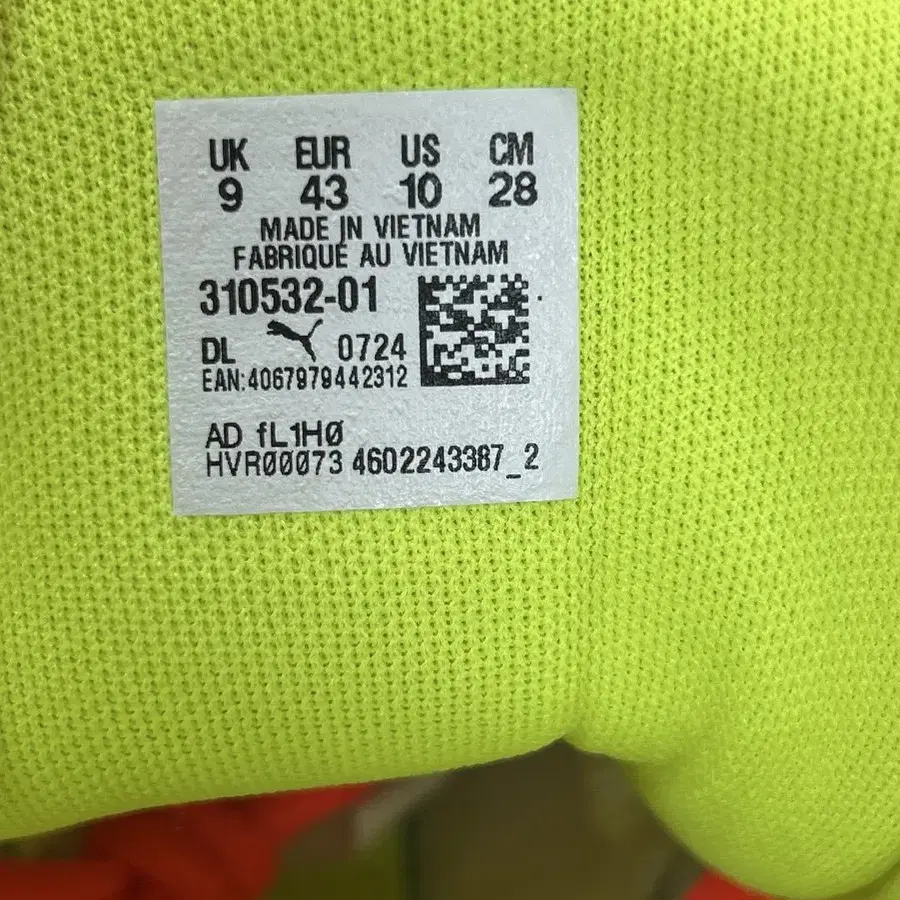 UK EUR US CM
9 43 10 28
MADE IN VIETNAM
FABRIQUÉ AU VIETNAM
310532-01
DL 0724
EAN:4067979442312
AD fL1HØ
HVRØØØ73 4602243387_2